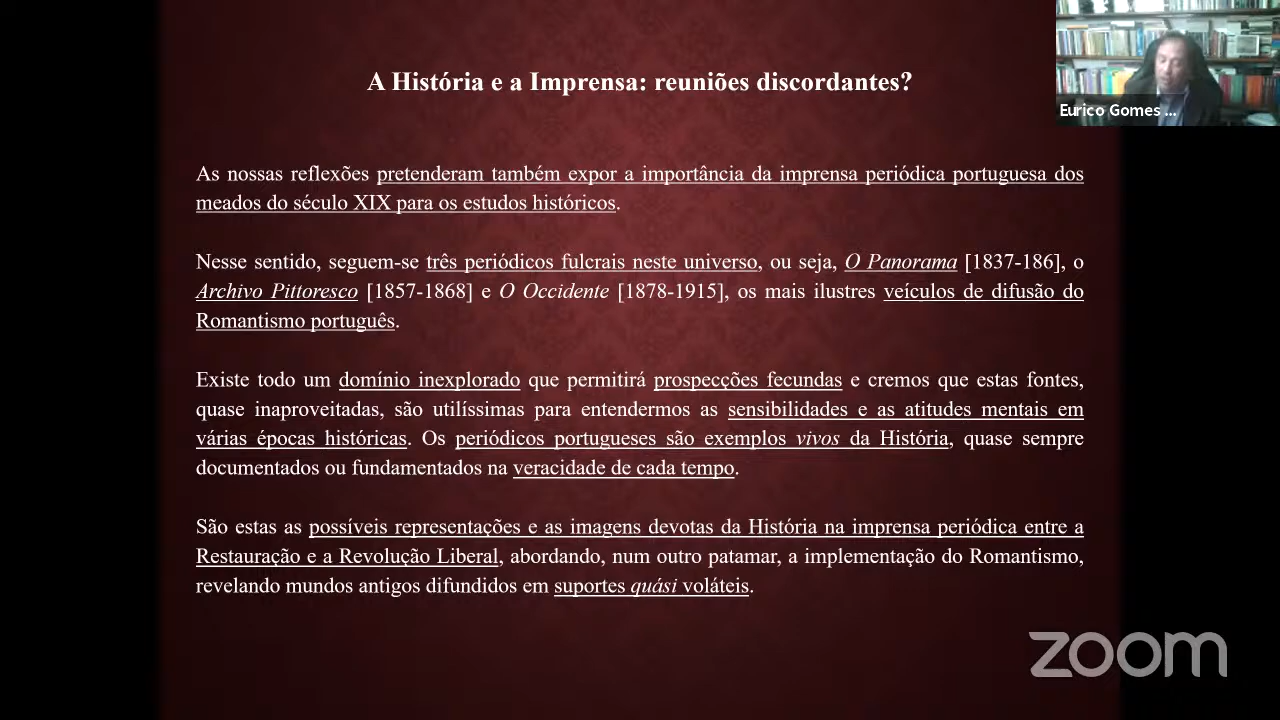 A História e a Imprensa: reuniões discordantes?
Eurico Gomes ...
As nossas reflexões pretenderam também expor a importância da imprensa periódica portuguesa dos
meados do século XIX para os estudos históricos.
Nesse sentido, seguem-se três periódicos fulcrais neste universo, ou seja, O Panorama [1837-186], o
Archivo Pittoresco [1857-1868] e O Occidente [1878-1915], os mais ilustres veículos de difusão do
Romantismo português.
Existe todo um domínio inexplorado que permitirá prospecções fecundas e cremos que estas fontes,
quase inaproveitadas, são utilíssimas para entendermos as sensibilidades e as atitudes mentais em
várias épocas históricas. Os periódicos portugueses são exemplos vivos da História, quase sempre
documentados ou fundamentados na veracidade de cada tempo.
São estas as possíveis representações e as imagens devotas da História na imprensa periódica entre a
Restauração e a Revolução Liberal, abordando, num outro patamar, a implementação do Romantismo,
revelando mundos antigos difundidos em suportes quási voláteis.
zoom